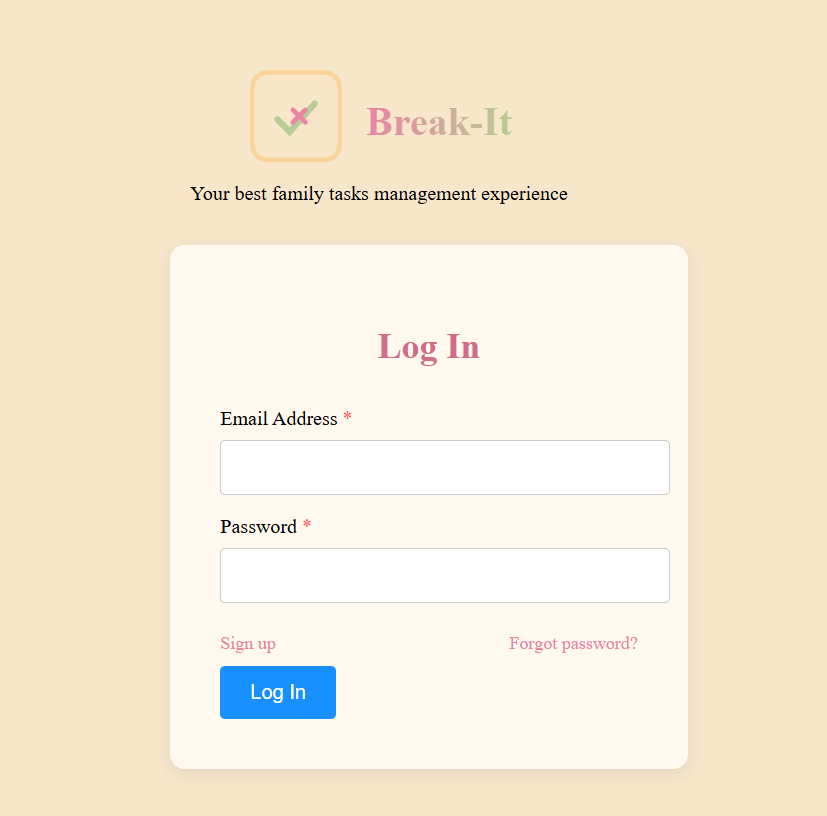 Break-It
Your best family tasks management experience
Log In
Email Address *
Password *
Sign up Forgot password?
Log In